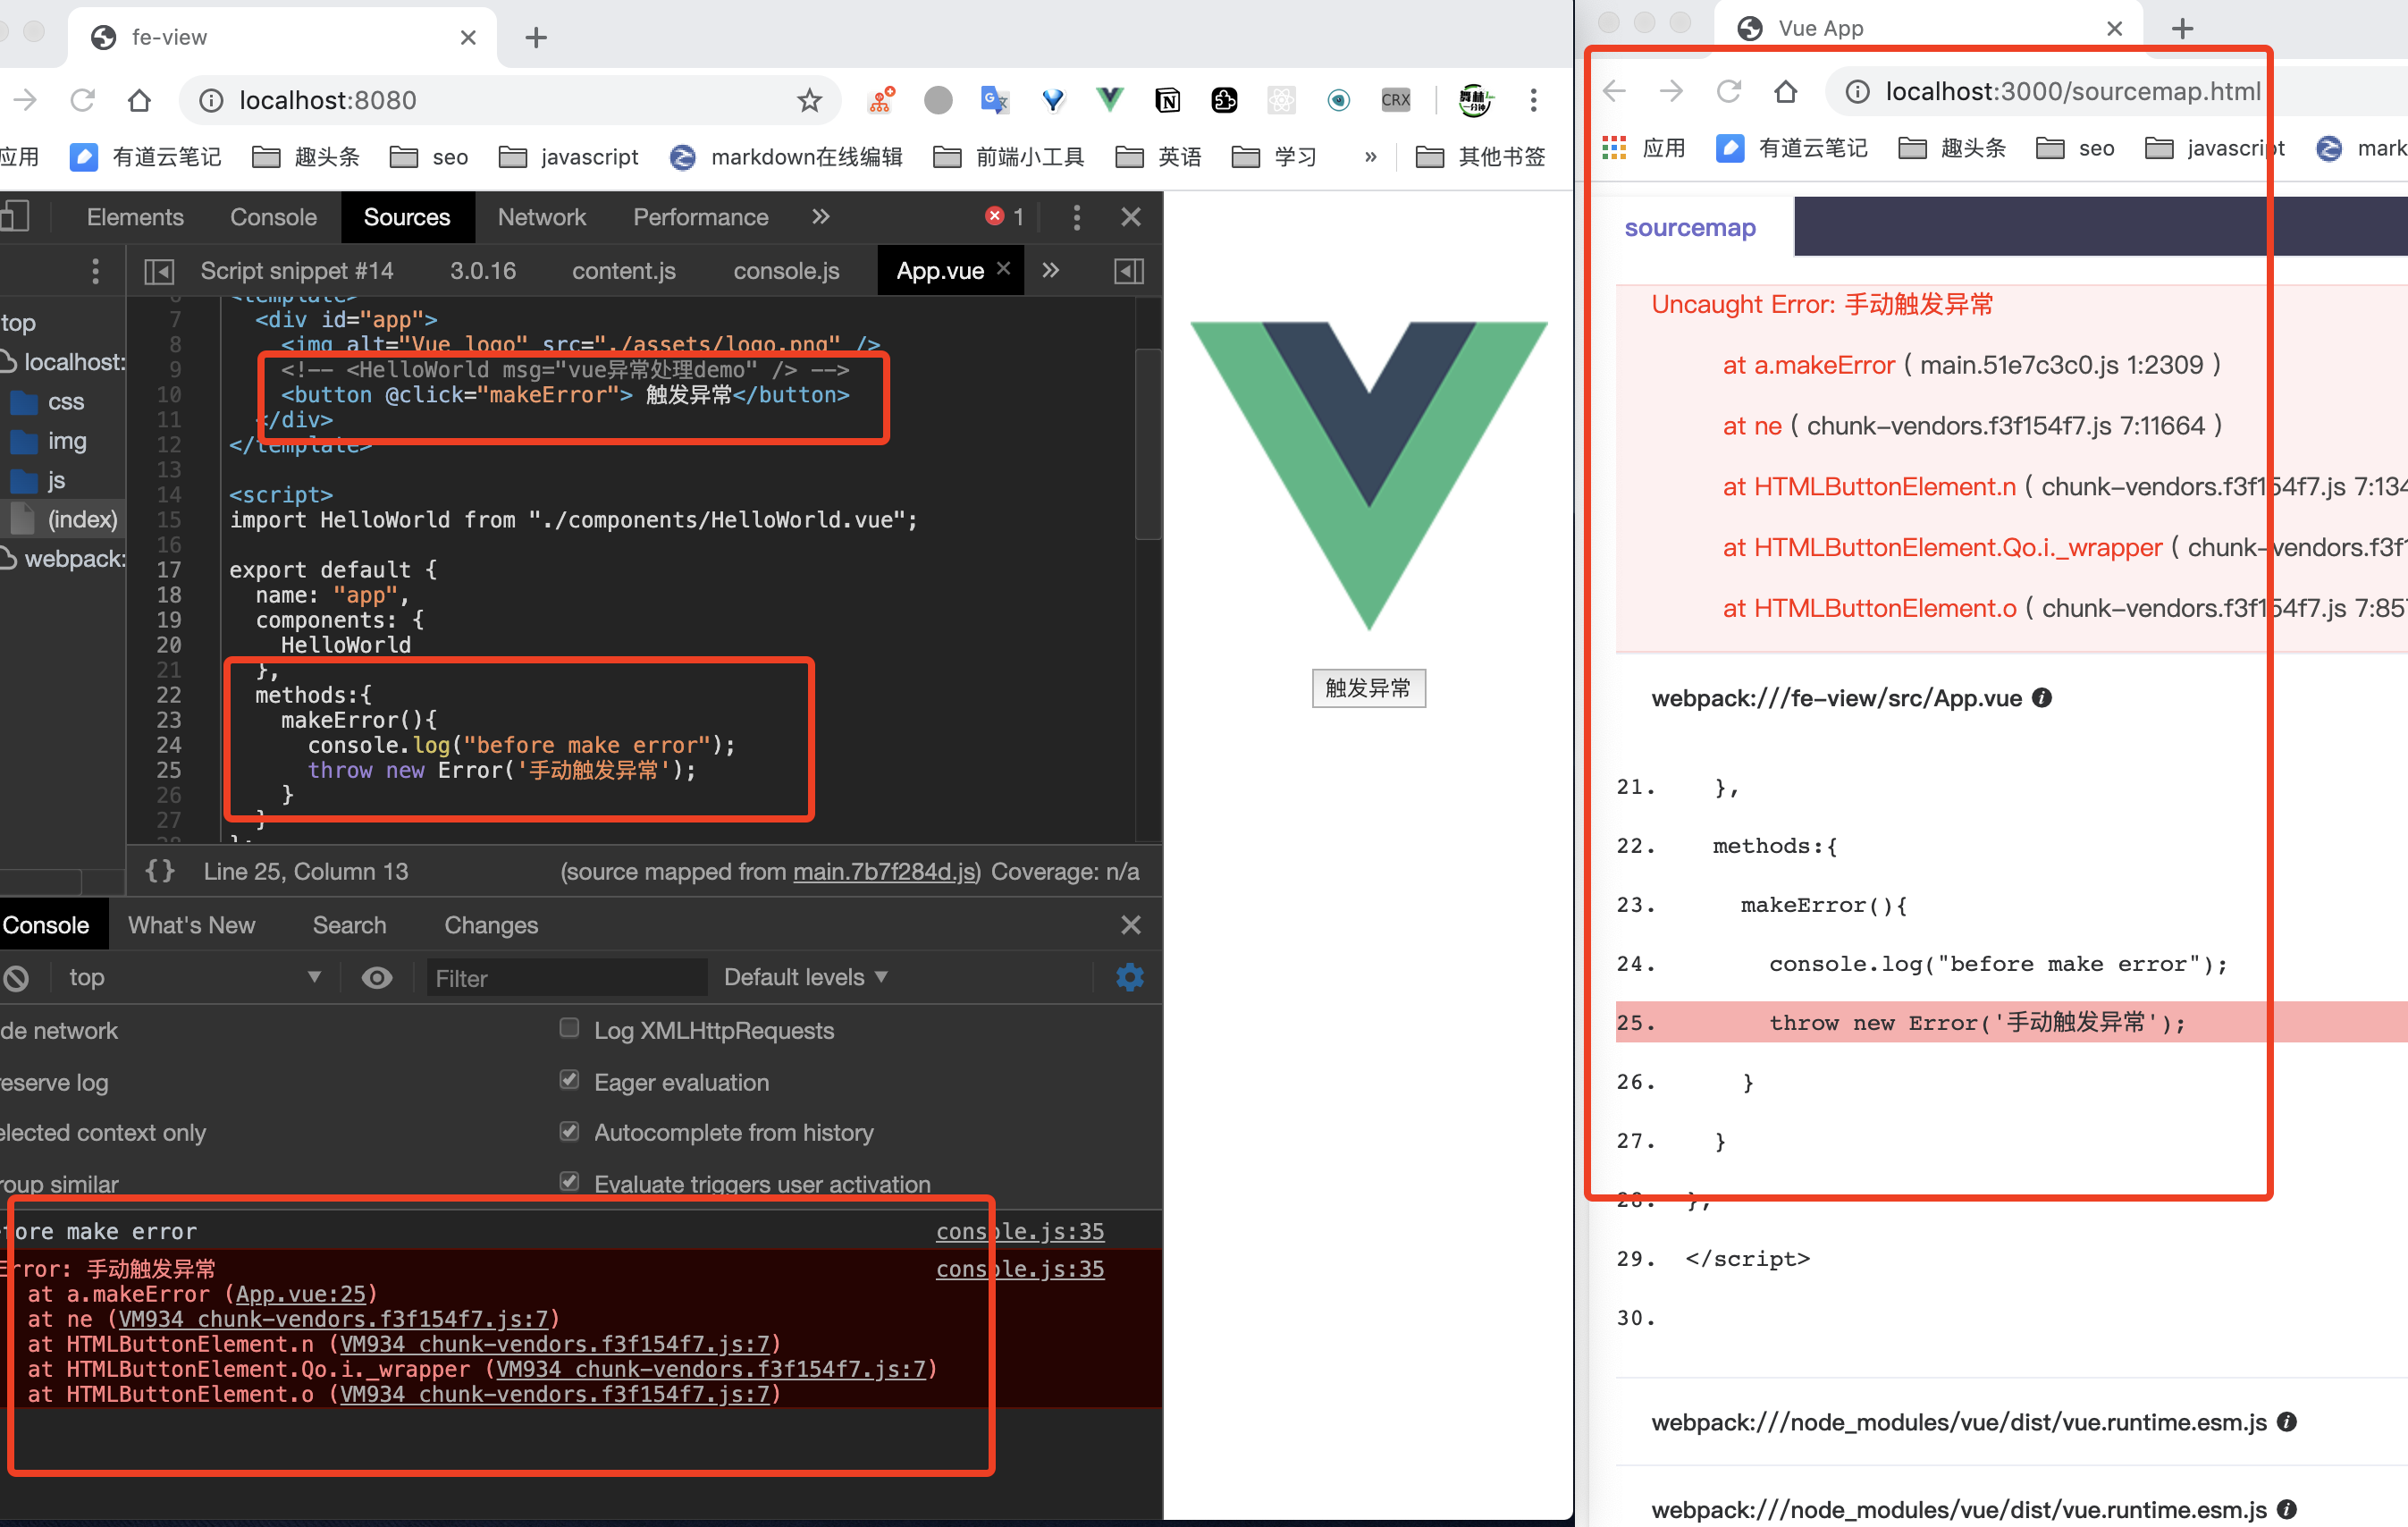 fe-view
localhost:8080
CRX
应用
有道云笔记
趣头条
seo
javascript
markdown在线编辑
前端小工具
英语
学习
»
其他书签
Elements
Console
Sources
Network
Performance
»
1
Script snippet #14
3.0.16
content.js
console.js
App.vue
»
top
localhost:
css
img
js
(index)
webpack:
6 <template>
7 <div id="app">
8 <img alt="Vue logo" src="./assets/logo.png" />
9 <!-- <HelloWorld msg="vue异常处理demo" /> -->
10 <button @click="makeError"> 触发异常</button>
11 </div>
12 </template>
13
14 <script>
15 import HelloWorld from "./components/HelloWorld.vue";
16
17 export default {
18 name: "app",
19 components: {
20 HelloWorld
21 },
22 methods:{
23 makeError(){
24 console.log("before make error");
25 throw new Error('手动触发异常');
26 }
27 }
28 };
{} Line 25, Column 13
(source mapped from main.7b7f284d.js) Coverage: n/a
Console
What's New
Search
Changes
top
Filter
Default levels ▼
de network
Log XMLHttpRequests
eserve log
Eager evaluation
elected context only
Autocomplete from history
roup similar
Evaluate triggers user activation
fore make error
console.js:35
Error: 手动触发异常
console.js:35
at a.makeError (App.vue:25)
at ne (VM934 chunk-vendors.f3f154f7.js:7)
at HTMLButtonElement.n (VM934 chunk-vendors.f3f154f7.js:7)
at HTMLButtonElement.Qo.i._wrapper (VM934 chunk-vendors.f3f154f7.js:7)
at HTMLButtonElement.o (VM934 chunk-vendors.f3f154f7.js:7)
触发异常
Vue App
localhost:3000/sourcemap.html
应用
有道云笔记
趣头条
seo
javascript
mark
sourcemap
Uncaught Error: 手动触发异常
at a.makeError ( main.51e7c3c0.js 1:2309 )
at ne ( chunk-vendors.f3f154f7.js 7:11664 )
at HTMLButtonElement.n ( chunk-vendors.f3f154f7.js 7:134
at HTMLButtonElement.Qo.i._wrapper ( chunk-vendors.f3f1
at HTMLButtonElement.o ( chunk-vendors.f3f154f7.js 7:857
webpack:///fe-view/src/App.vue
21. },
22. methods:{
23. makeError(){
24. console.log("before make error");
25. throw new Error('手动触发异常');
26. }
27. }
28. };
29. </script>
30.
webpack:///node_modules/vue/dist/vue.runtime.esm.js
webpack:///node_modules/vue/dist/vue.runtime.esm.js